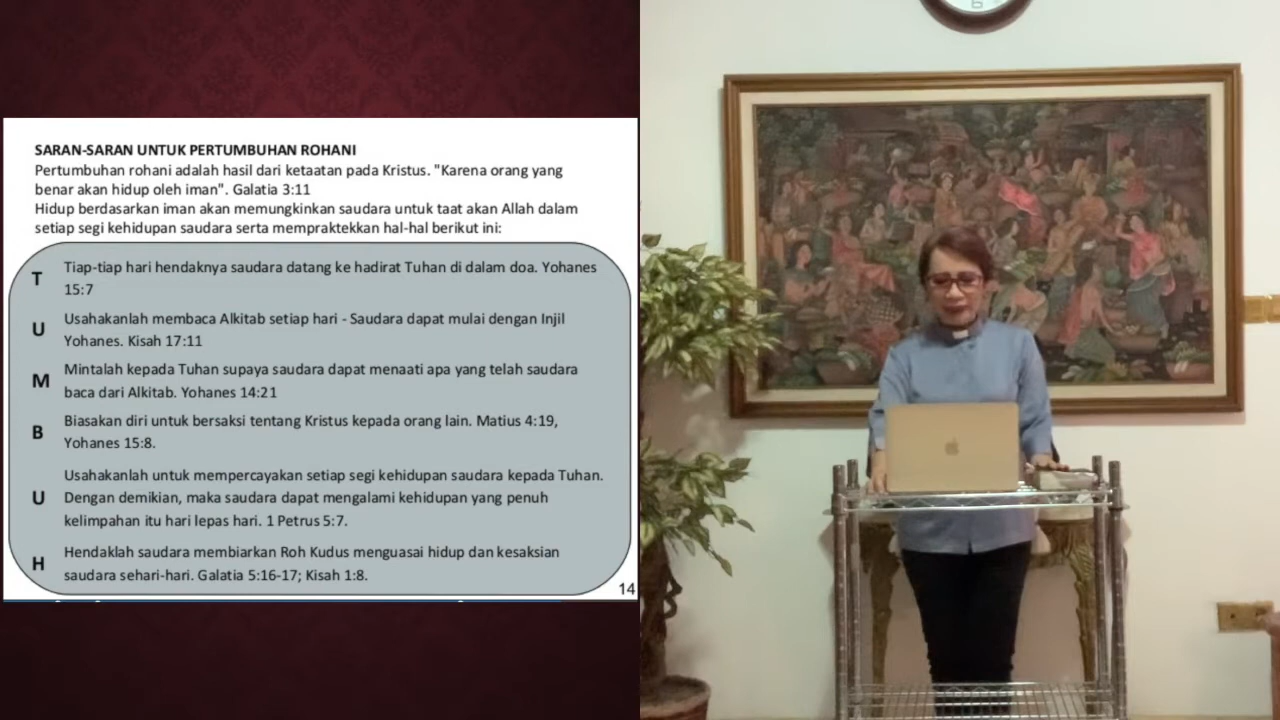 SARAN-SARAN UNTUK PERTUMBUHAN ROHANI
Pertumbuhan rohani adalah hasil dari ketaatan pada Kristus. "Karena orang yang
benar akan hidup oleh iman". Galatia 3:11
Hidup berdasarkan iman akan memungkinkan saudara untuk taat akan Allah dalam
setiap segi kehidupan saudara serta mempraktekkan hal-hal berikut ini:
T
Tiap-tiap hari hendaknya saudara datang ke hadirat Tuhan di dalam doa. Yohanes
15:7
U
Usahakanlah membaca Alkitab setiap hari - Saudara dapat mulai dengan Injil
Yohanes. Kisah 17:11
M
Mintalah kepada Tuhan supaya saudara dapat menaati apa yang telah saudara
baca dari Alkitab. Yohanes 14:21
B
Biasakan diri untuk bersaksi tentang Kristus kepada orang lain. Matius 4:19,
Yohanes 15:8.
U
Usahakanlah untuk mempercayakan setiap segi kehidupan saudara kepada Tuhan.
Dengan demikian, maka saudara dapat mengalami kehidupan yang penuh
kelimpahan itu hari lepas hari. 1 Petrus 5:7.
H
Hendaklah saudara membiarkan Roh Kudus menguasai hidup dan kesaksian
saudara sehari-hari. Galatia 5:16-17; Kisah 1:8.
14
6